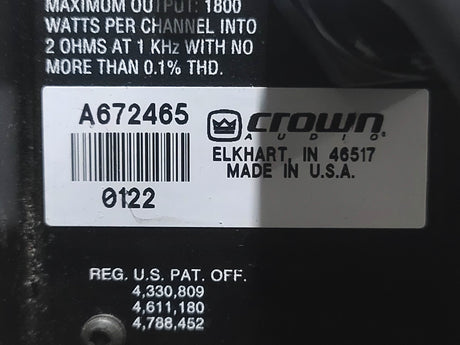 MAXIMUM OUTPUT: 1800
WATTS PER CHANNEL INTO
2 OHMS AT 1 KHz WITH NO
MORE THAN 0.1% THD.
A672465
0122
crown
AUDIO®
ELKHART, IN 46517
MADE IN U.S.A.
REG. U.S. PAT. OFF.
4,330,809
4,611,180
4,788,452